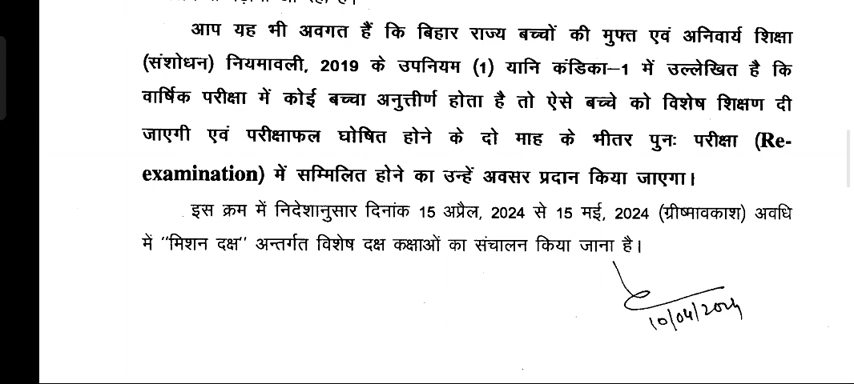 आप यह भी अवगत हैं कि बिहार राज्य बच्चों की मुफ्त एवं अनिवार्य शिक्षा
(संशोधन) नियमावली, 2019 के उपनियम (1) यानि कंडिका–1 में उल्लेखित है कि
वार्षिक परीक्षा में कोई बच्चा अनुत्तीर्ण होता है तो ऐसे बच्चे को विशेष शिक्षण दी
जाएगी एवं परीक्षाफल घोषित होने के दो माह के भीतर पुनः परीक्षा (Re-
examination) में सम्मिलित होने का उन्हें अवसर प्रदान किया जाएगा।
इस क्रम में निदेशानुसार दिनांक 15 अप्रैल, 2024 से 15 मई, 2024 (ग्रीष्मावकाश) अवधि
में "मिशन दक्ष" अन्तर्गत विशेष दक्ष कक्षाओं का संचालन किया जाना है।
10/04/2024